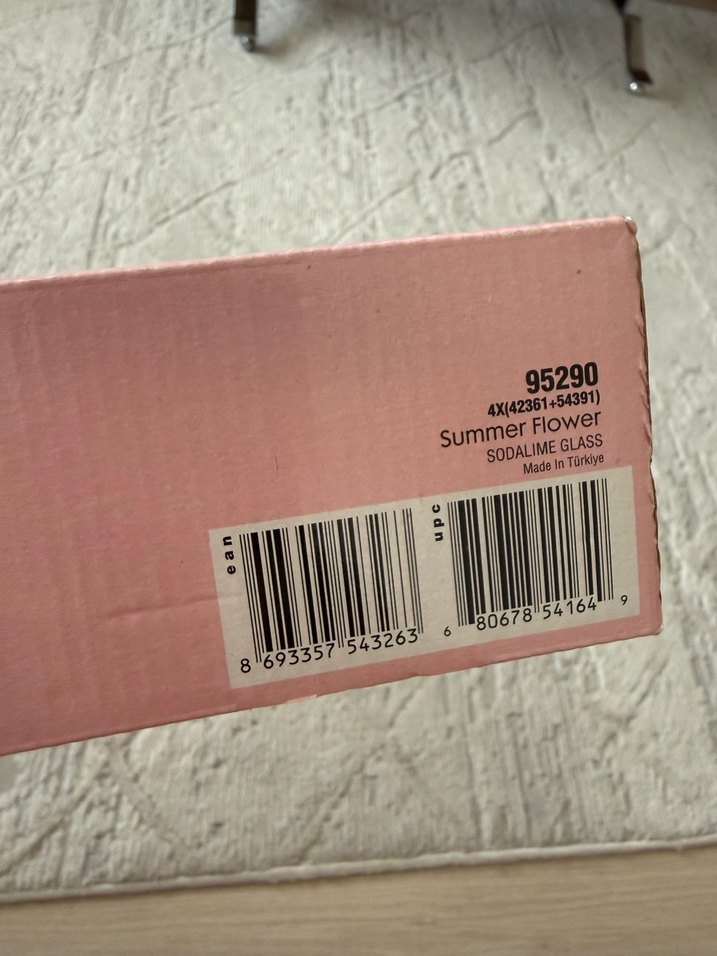 95290
4X(42361+54391)
Summer Flower
SODALIME GLASS
Made In Türkiye
ean
8 693357 543263
upc
6 80678 54164 9